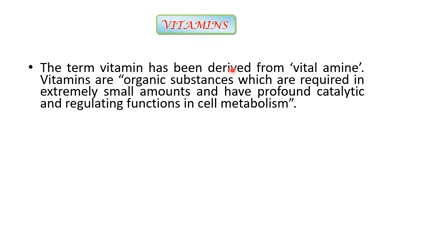 VITAMINS
• The term vitamin has been derived from ‘vital amine’.
Vitamins are “organic substances which are required in
extremely small amounts and have profound catalytic
and regulating functions in cell metabolism”.